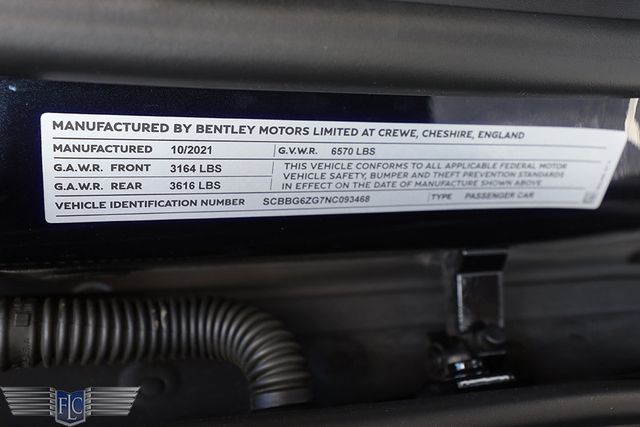 MANUFACTURED BY BENTLEY MOTORS LIMITED AT CREWE, CHESHIRE, ENGLAND
MANUFACTURED 10/2021 G.V.W.R. 6570 LBS
G.A.W.R. FRONT 3164 LBS
G.A.W.R. REAR 3616 LBS
THIS VEHICLE CONFORMS TO ALL APPLICABLE FEDERAL MOTOR
VEHICLE SAFETY, BUMPER AND THEFT PREVENTION STANDARDS
IN EFFECT ON THE DATE OF MANUFACTURE SHOWN ABOVE
VEHICLE IDENTIFICATION NUMBER SCBBG6ZG7NC093468 TYPE PASSENGER CAR
FLC